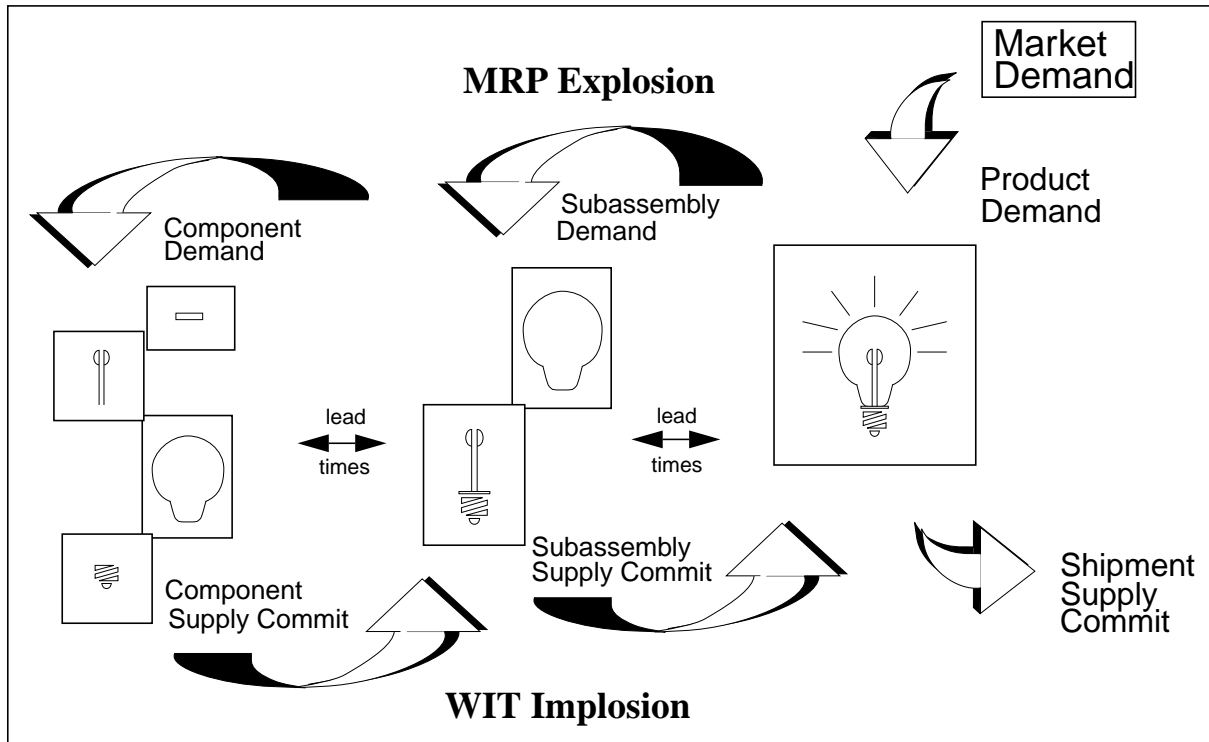 Market
Demand
MRP Explosion
Product
Demand
Subassembly
Demand
Component
Demand
lead
times
lead
times
Subassembly
Supply Commit
Component
Supply Commit
Shipment
Supply
Commit
WIT Implosion